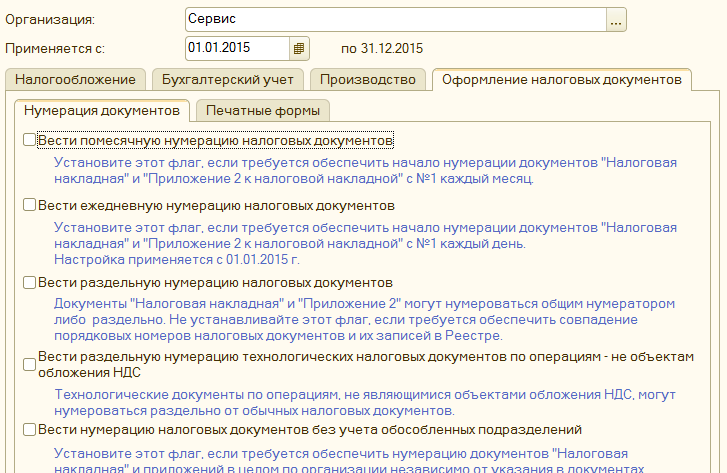 Организация: Сервис ...
Применяется с: 01.01.2015 по 31.12.2015
Налогообложение Бухгалтерский учет Производство Оформление налоговых документов
Нумерация документов Печатные формы
Вести помесячную нумерацию налоговых документов
Установите этот флаг, если требуется обеспечить начало нумерации документов "Налоговая
накладная" и "Приложение 2 к налоговой накладной" с №1 каждый месяц.
Вести ежедневную нумерацию налоговых документов
Установите этот флаг, если требуется обеспечить начало нумерации документов "Налоговая
накладная" и "Приложение 2 к налоговой накладной" с №1 каждый день.
Настройка применяется с 01.01.2015 г.
Вести раздельную нумерацию налоговых документов
Документы "Налоговая накладная" и "Приложение 2" могут нумероваться общим нумератором
либо раздельно. Не устанавливайте этот флаг, если требуется обеспечить совпадение
порядковых номеров налоговых документов и их записей в Реестре.
Вести раздельную нумерацию технологических налоговых документов по операциям - не объектам
обложения НДС
Технологические документы по операциям, не являющимися объектами обложения НДС, могут
нумероваться раздельно от обычных налоговых документов.
Вести нумерацию налоговых документов без учета обособленных подразделений
Установите этот флаг, если требуется обеспечить нумерацию документов "Налоговая
накладная" и приложений в целом по организации независимо от указания в документах